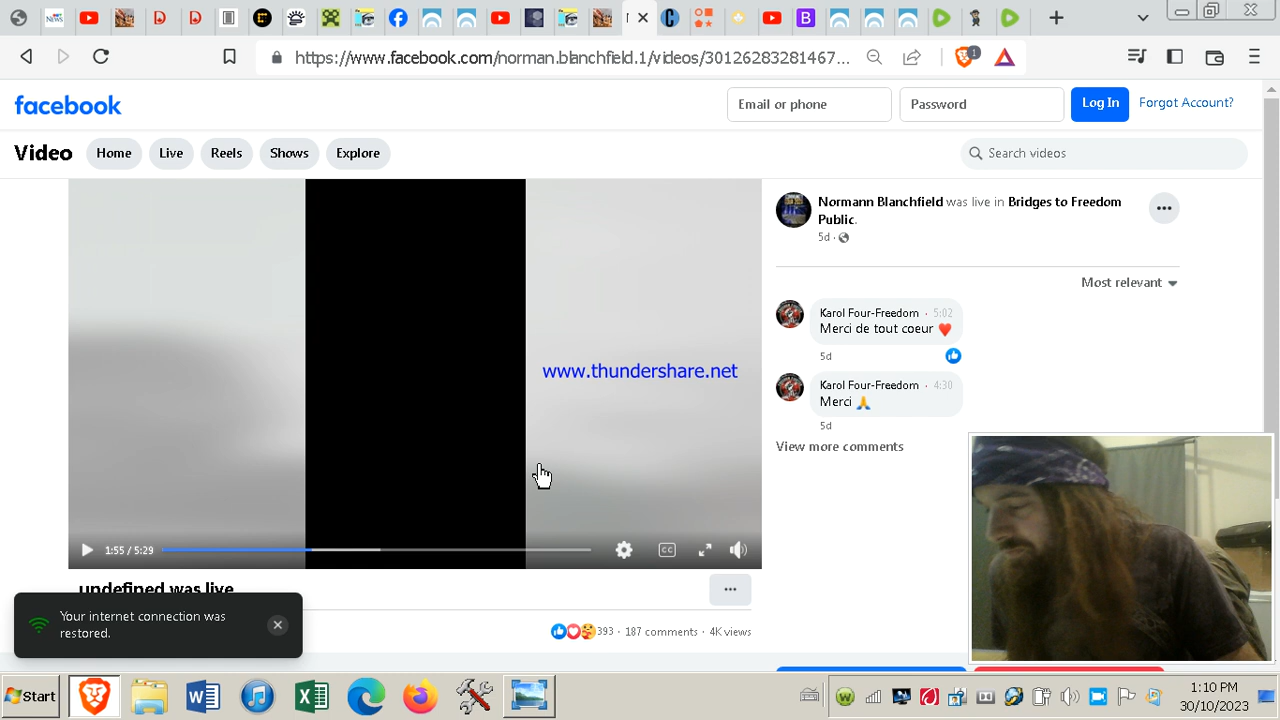 https://www.facebook.com/norman.blanchfield.1/videos/30126283281467...
1
facebook
Email or phone
Password
Log In
Forgot Account?
Video
Home
Live
Reels
Shows
Explore
Search videos
Normann Blanchfield was live in Bridges to Freedom
Public.
5d
Most relevant
Karol Four-Freedom · 5:02
Merci de tout coeur
5d
Karol Four-Freedom · 4:30
Merci
5d
View more comments
www.thundershare.net
1:55 / 5:29
CC
undefined was live
Your internet connection was
restored.
393 · 187 comments · 4K views
Start
1:10 PM
30/10/2023